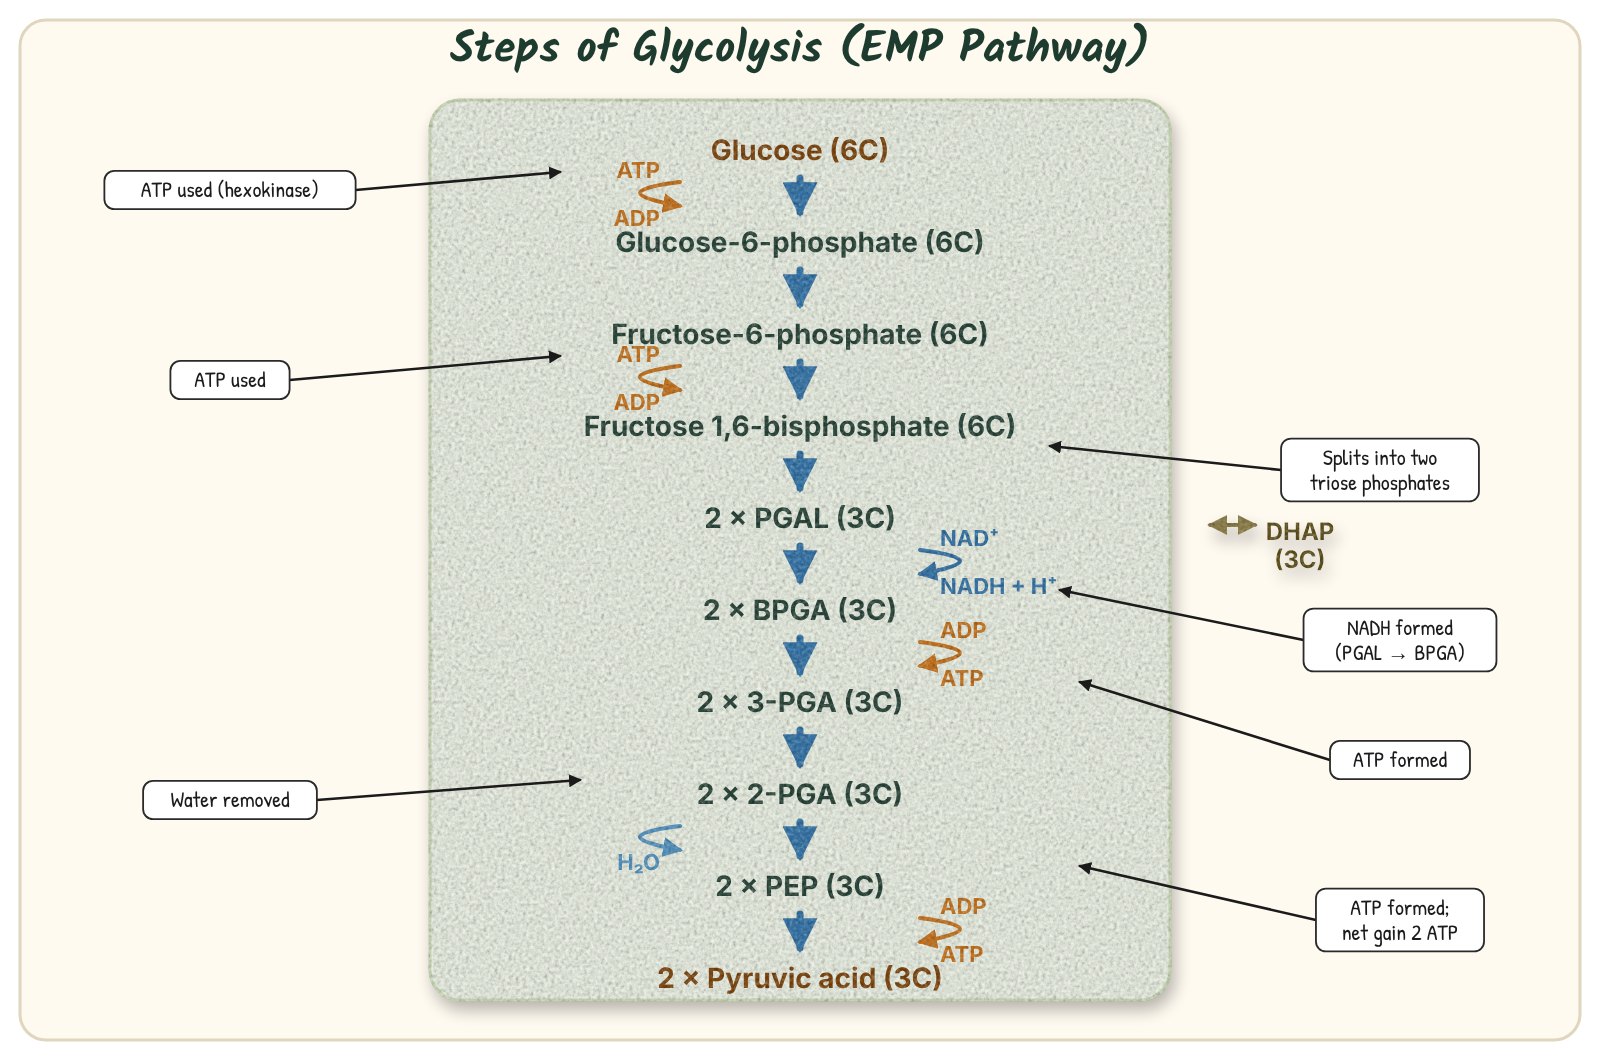 Steps of Glycolysis (EMP Pathway)
Glucose (6C)
ATP
ATP used (hexokinase)
ADP
Glucose-6-phosphate (6C)
Fructose-6-phosphate (6C)
ATP
ATP used
ADP
Fructose 1,6-bisphosphate (6C)
Splits into two
triose phosphates
2 × PGAL (3C)
DHAP
(3C)
NAD⁺
NADH + H⁺
2 × BPGA (3C)
NADH formed
(PGAL → BPGA)
ADP
ATP
2 × 3-PGA (3C)
ATP formed
2 × 2-PGA (3C)
Water removed
H₂O
2 × PEP (3C)
ADP
ATP formed;
net gain 2 ATP
ATP
2 × Pyruvic acid (3C)